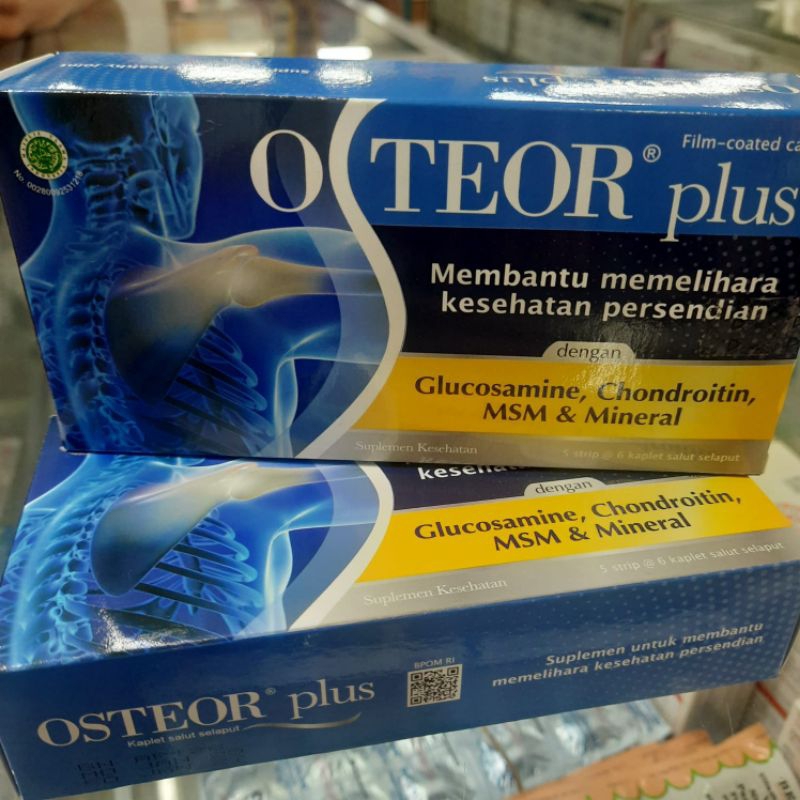 OSTEOR® plus
Film-coated
Membantu memelihara
kesehatan persendian
dengan
Glucosamine, Chondroitin,
MSM & Mineral
Suplemen Kesehatan
5 strip @ 6 kaplet salut selaput
dengan
Glucosamine, Chondroitin,
MSM & Mineral
Suplemen Kesehatan
5 strip @ 6 kaplet salut selaput
BPOM RI
Suplemen untuk membantu
memelihara kesehatan persendian
OSTEOR® plus
Kaplet salut selaput